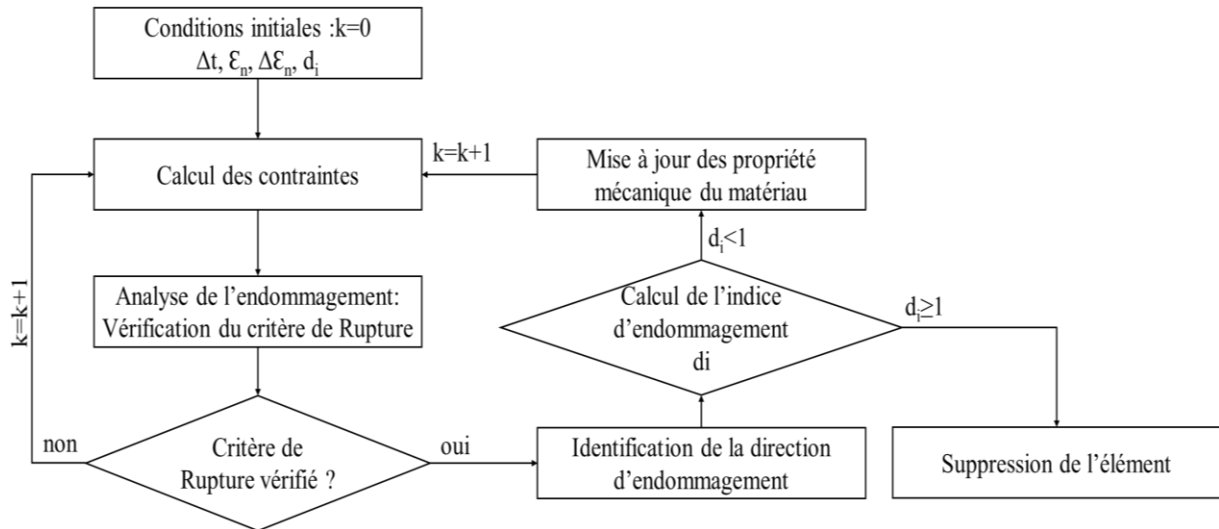 Conditions initiales :k=0
Δt, Ɛn, ΔƐn, di
Calcul des contraintes
k=k+1
Mise à jour des propriété
mécanique du matériau
k=k+1
Analyse de l’endommagement:
Vérification du critère de Rupture
di<1
Calcul de l’indice
d’endommagement
di
di≥1
non
Critère de
Rupture vérifié ?
oui
Identification de la direction
d’endommagement
Suppression de l’élément